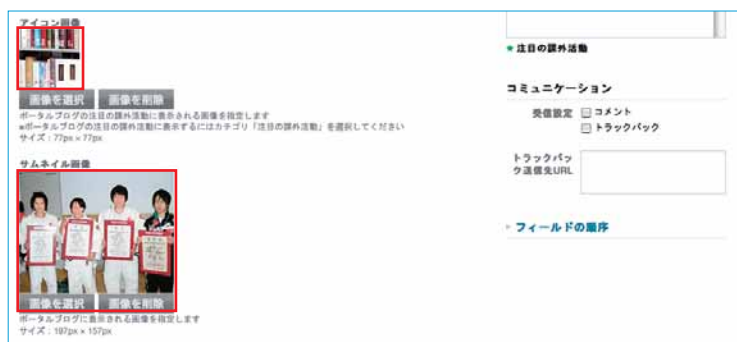 アイコン画像
画像を選択 画像を削除
ポータルブログの注目の課外活動に表示される画像を指定します
※ポータルブログの注目の課外活動に表示するにはカテゴリ「注目の課外活動」を選択してください
サイズ：77px × 77px
サムネイル画像
画像を選択 画像を削除
ポータルブログに表示される画像を指定します
サイズ：197px × 157px
★ 注目の課外活動
コミュニケーション
受信設定 コメント
トラックバック
トラックバッ
ク送信先URL
フィールドの順序